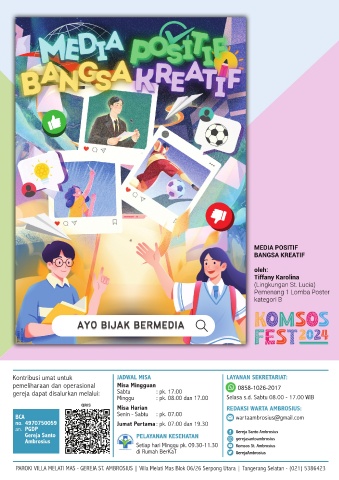 MEDIA POSITIF
BANGSA KREATIF
AYO BIJAK BERMEDIA
MEDIA POSITIF
BANGSA KREATIF
oleh:
Tiffany Karolina
(Lingkungan St. Lucia)
Pemenang 1 Lomba Poster
kategori B
KOMSOS
FEST 2024
Kontribusi umat untuk
pemeliharaan dan operasional
gereja dapat disalurkan melalui:
BCA
no. 4970750059
an. PGDP
Gereja Santo
Ambrosius
QRIS
JADWAL MISA
Misa Mingguan
Sabtu : pk. 17.00
Minggu : pk. 08.00 dan 17.00
Misa Harian
Senin - Sabtu : pk. 07.00
Jumat Pertama : pk. 07.00 dan 19.30
PELAYANAN KESEHATAN
Setiap hari Minggu pk. 09.30-11.30
di Rumah BerKaT
LAYANAN SEKRETARIAT:
0858-1026-2017
Selasa s.d. Sabtu 08.00 - 17.00 WIB
REDAKSI WARTA AMBROSIUS:
wartaambrosius@gmail.com
Gereja Santo Ambrosius
gerejasantoambrosius
Komsos St. Ambrosius
GerejaAmbrosius
PAROKI VILLA MELATI MAS - GEREJA ST. AMBROSIUS | Vila Melati Mas Blok 06/26 Serpong Utara | Tangerang Selatan - (021) 5386423